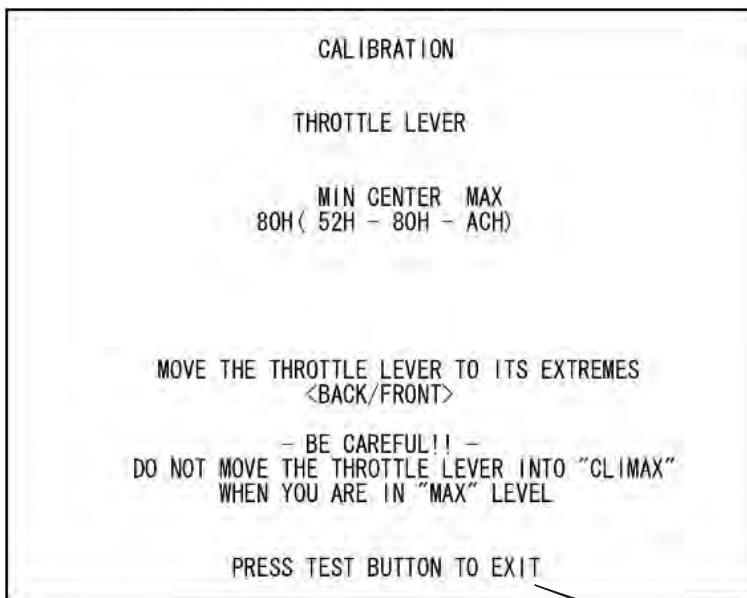 CALIBRATION
THROTTLE LEVER
MIN CENTER MAX
80H( 52H - 80H - ACH)
MOVE THE THROTTLE LEVER TO ITS EXTREMES
<BACK/FRONT>
- BE CAREFUL!! -
DO NOT MOVE THE THROTTLE LEVER INTO "CLIMAX"
WHEN YOU ARE IN "MAX" LEVEL
PRESS TEST BUTTON TO EXIT